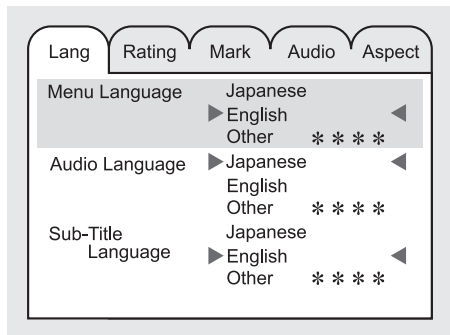 Lang Rating Mark Audio Aspect
Menu Language Japanese
▶English ◀
Other ****
Audio Language ▶Japanese ◀
English
Other ****
Sub-Title Japanese
Language ▶English ◀
Other ****